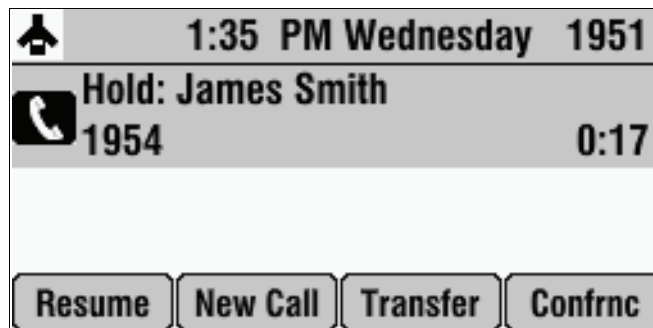 1:35 PM Wednesday 1951
Hold: James Smith
1954 0:17
Resume New Call Transfer Confrnc